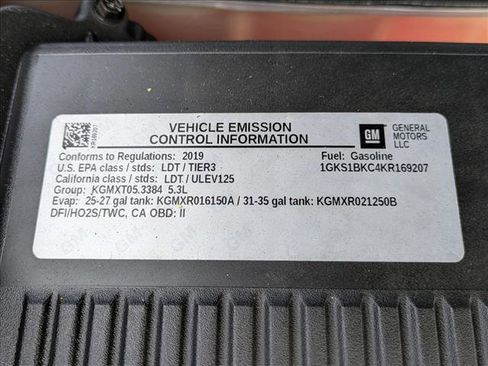 VEHICLE EMISSION
CONTROL INFORMATION
GM
GENERAL
MOTORS
LLC
Conforms to Regulations: 2019
Fuel: Gasoline
U.S. EPA class / stds: LDT / TIER3
1GKS1BKC4KR169207
California class / stds: LDT / ULEV125
Group: KGMXT05.3384 5.3L
Evap: 25-27 gal tank: KGMXR016150A / 31-35 gal tank: KGMXR021250B
DFI/HO2S/TWC, CA OBD: II